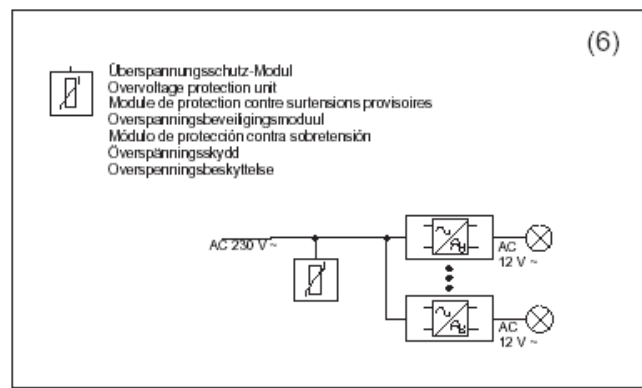 (6)
Überspannungsschutz-Modul
Overvoltage protection unit
Module de protection contre surtensions provisoires
Overspanningsbeveiligingsmoduul
Módulo de protección contra sobretensión
Överspänningsskydd
Overspenningsbeskyttelse
AC 230 V ~
AC
12 V ~
AC
12 V ~